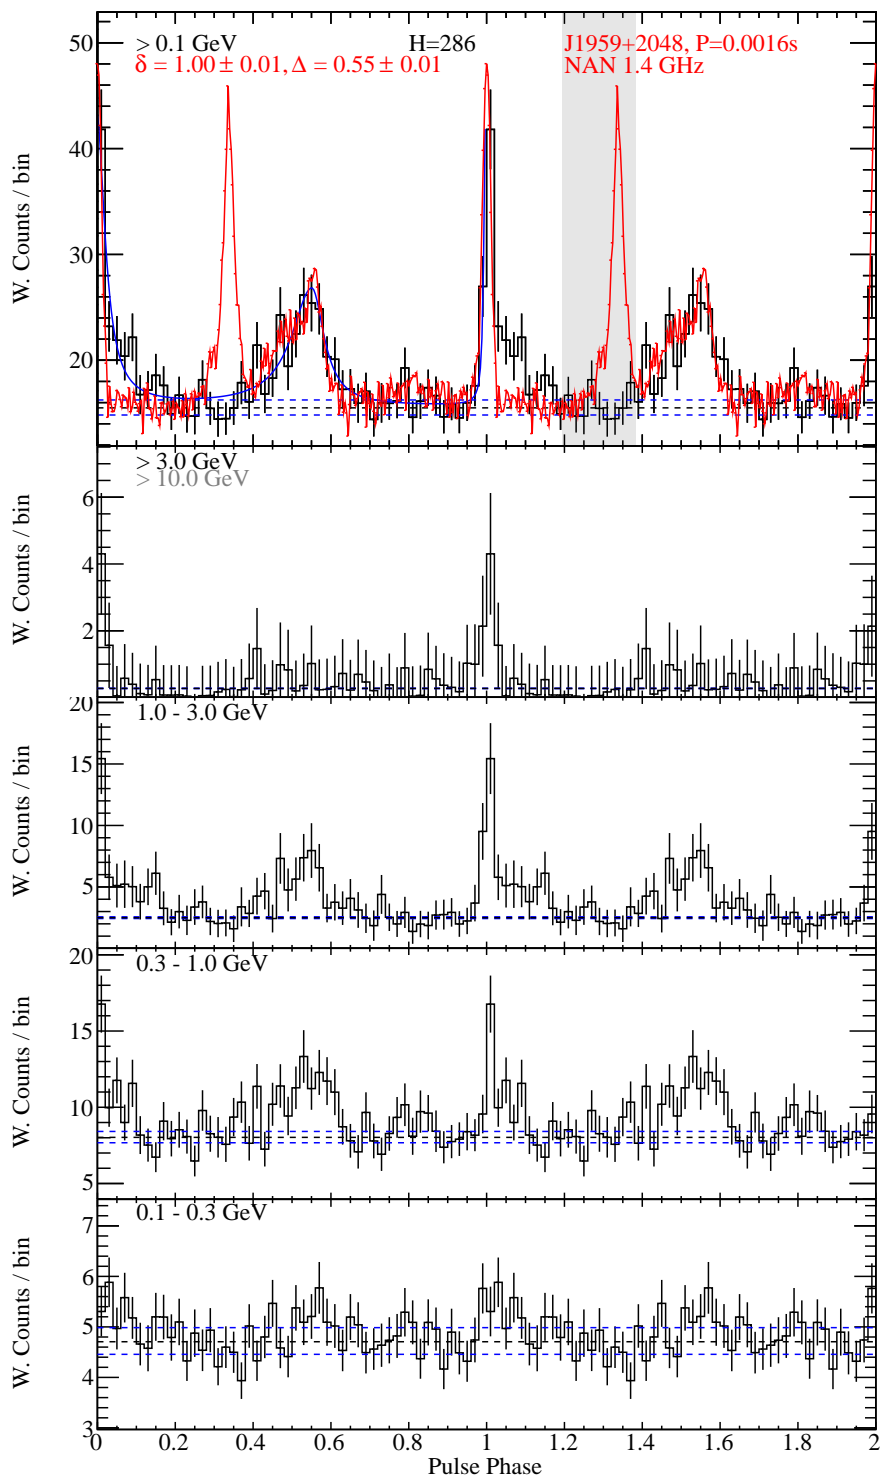 > 0.1 GeV H=286 J1959+2048, P=0.0016s
δ = 1.00 ± 0.01, Δ = 0.55 ± 0.01 NAN 1.4 GHz
50
40
30
20
W. Counts / bin
> 3.0 GeV
> 10.0 GeV
6
4
2
W. Counts / bin
20
1.0 - 3.0 GeV
15
10
5
W. Counts / bin
20
0.3 - 1.0 GeV
15
10
5
W. Counts / bin
0.1 - 0.3 GeV
7
6
5
4
3
W. Counts / bin
0 0.2 0.4 0.6 0.8 1 1.2 1.4 1.6 1.8 2
Pulse Phase